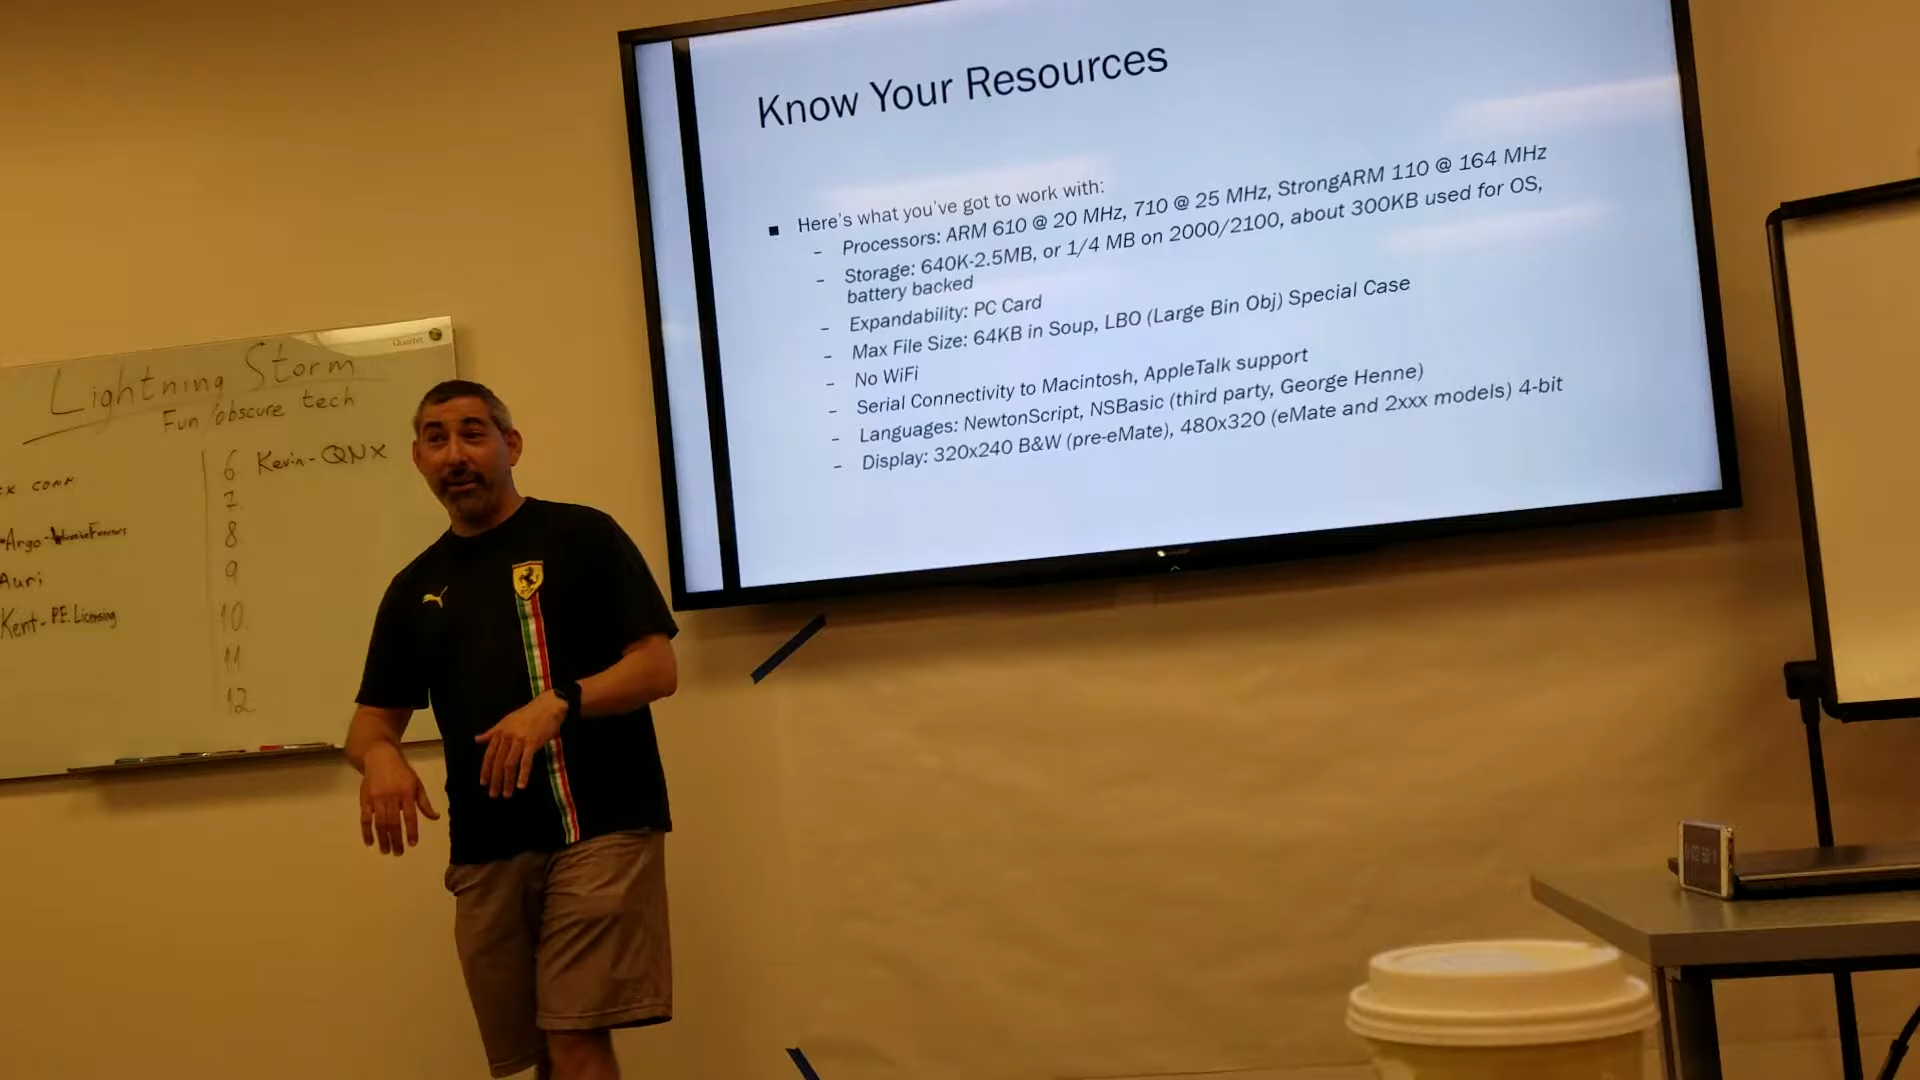 Know Your Resources
■ Here's what you've got to work with:
– Processors: ARM 610 @ 20 MHz, 710 @ 25 MHz, StrongARM 110 @ 164 MHz
– Storage: 640K-2.5MB, or 1/4 MB on 2000/2100, about 300KB used for OS,
battery backed
– Expandability: PC Card
– Max File Size: 64KB in Soup, LBO (Large Bin Obj) Special Case
– No WiFi
– Serial Connectivity to Macintosh, AppleTalk support
– Languages: NewtonScript, NSBasic (third party, George Henne)
– Display: 320x240 B&W (pre-eMate), 480x320 (eMate and 2xxx models) 4-bit
Quartet
Lightning Storm
Fun/obscure tech
Argo-
Auri
Kent- P.E. Licensing
6. Kevin-QNX
7.
8
9
10.
11
12